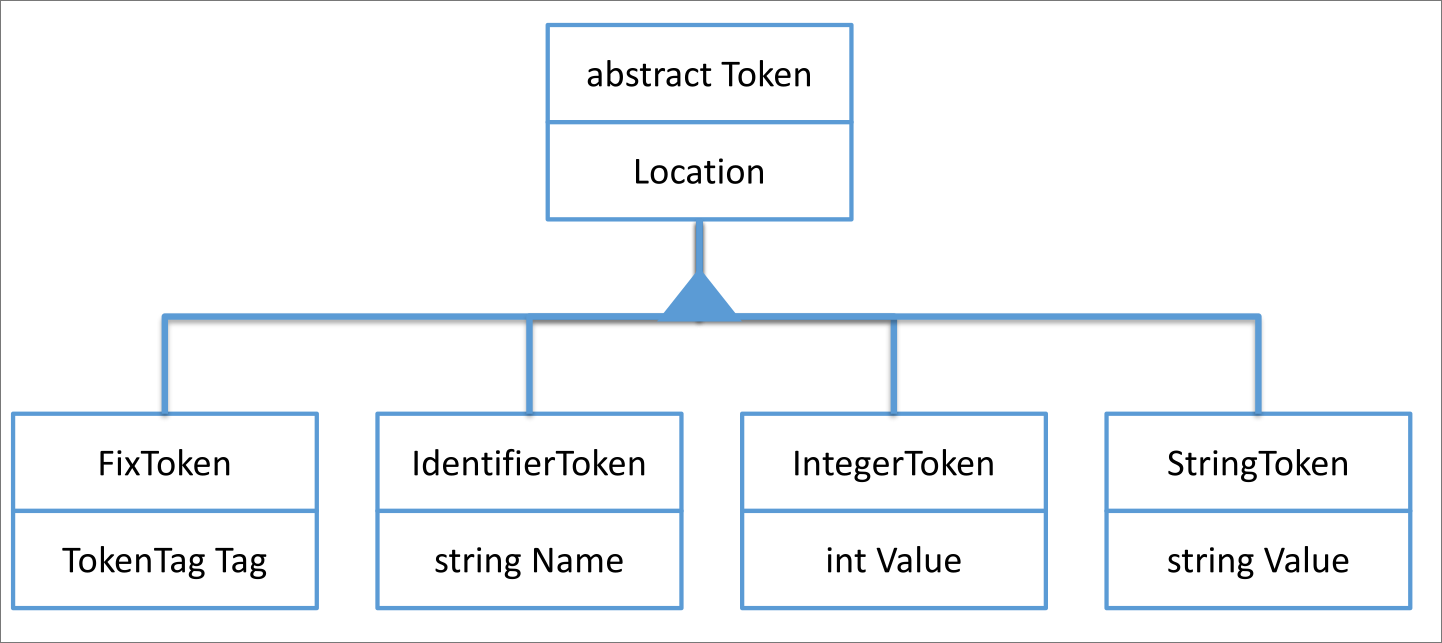 abstract Token
Location
FixToken
TokenTag Tag
IdentifierToken
string Name
IntegerToken
int Value
StringToken
string Value